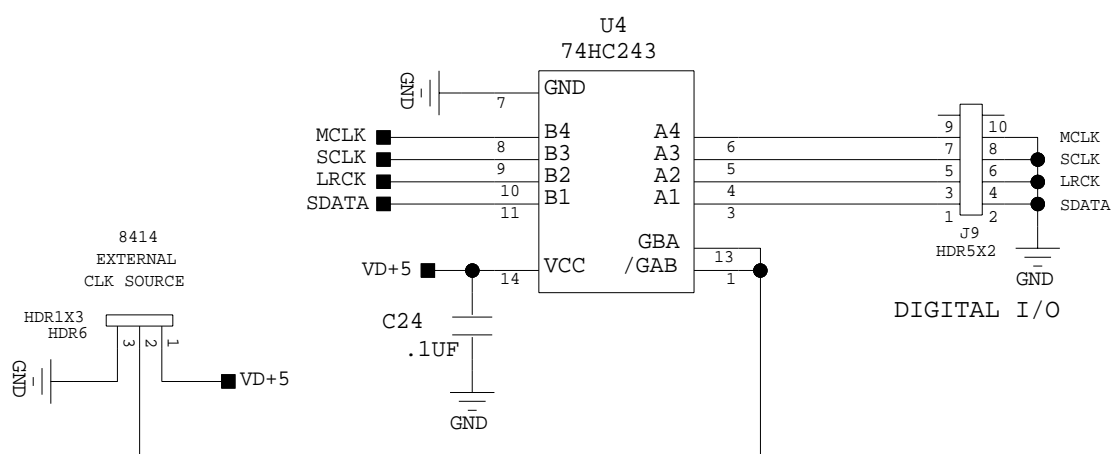 U4
74HC243
GND
7
GND
MCLK
8
B4
A4
6
9
10
MCLK
SCLK
9
B3
A3
5
7
8
SCLK
LRCK
10
B2
A2
4
5
6
LRCK
SDATA
11
B1
A1
3
3
4
SDATA
1
2
J9
HDR5X2
GBA
13
VD+5
14
VCC
/GAB
1
GND
DIGITAL I/O
8414
EXTERNAL
CLK SOURCE
HDR1X3
HDR6
3
2
1
GND
VD+5
C24
.1UF
GND